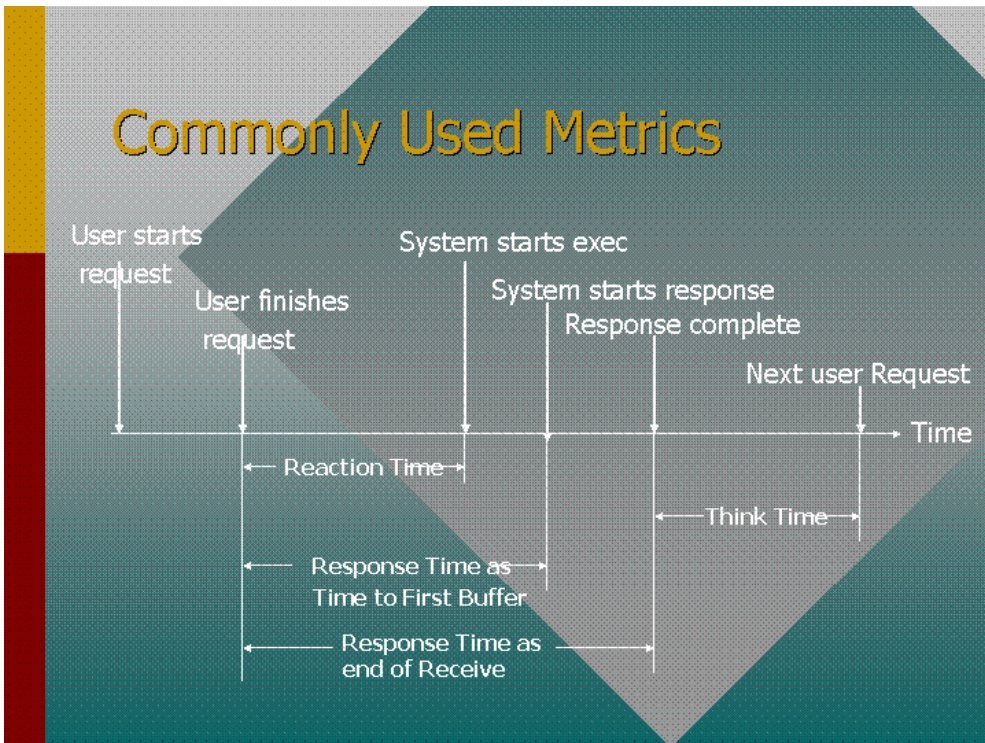 Commonly Used Metrics
User starts
request
System starts exec
User finishes
request
System starts response
Response complete
Next user Request
Time
Reaction Time
Think Time
Response Time as
Time to First Buffer
Response Time as
end of Receive